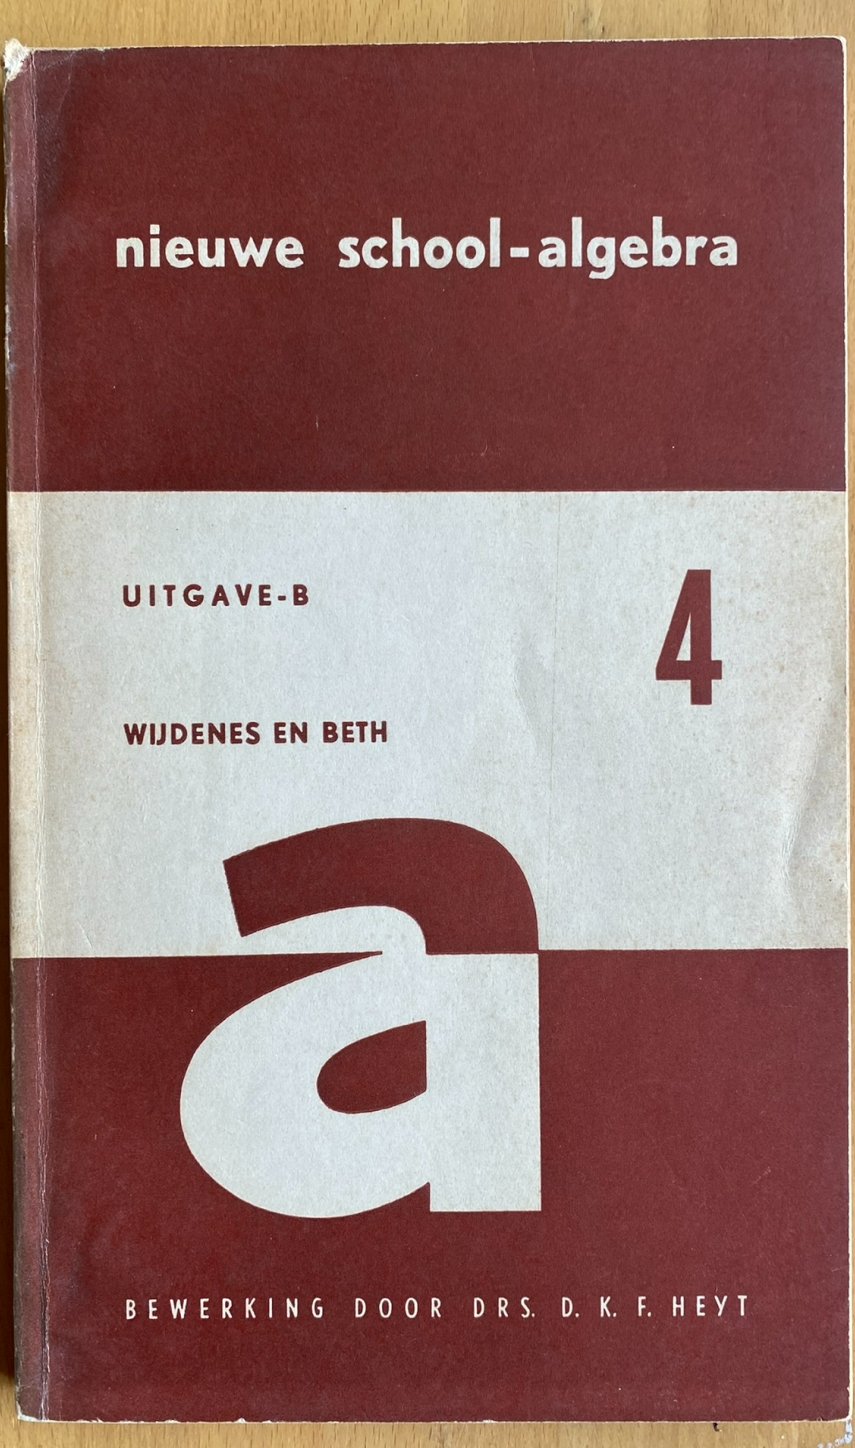 nieuwe school-algebra
UITGAVE-B
4
WIJDENES EN BETH
a
BEWERKING DOOR DRS. D. K. F. HEYT